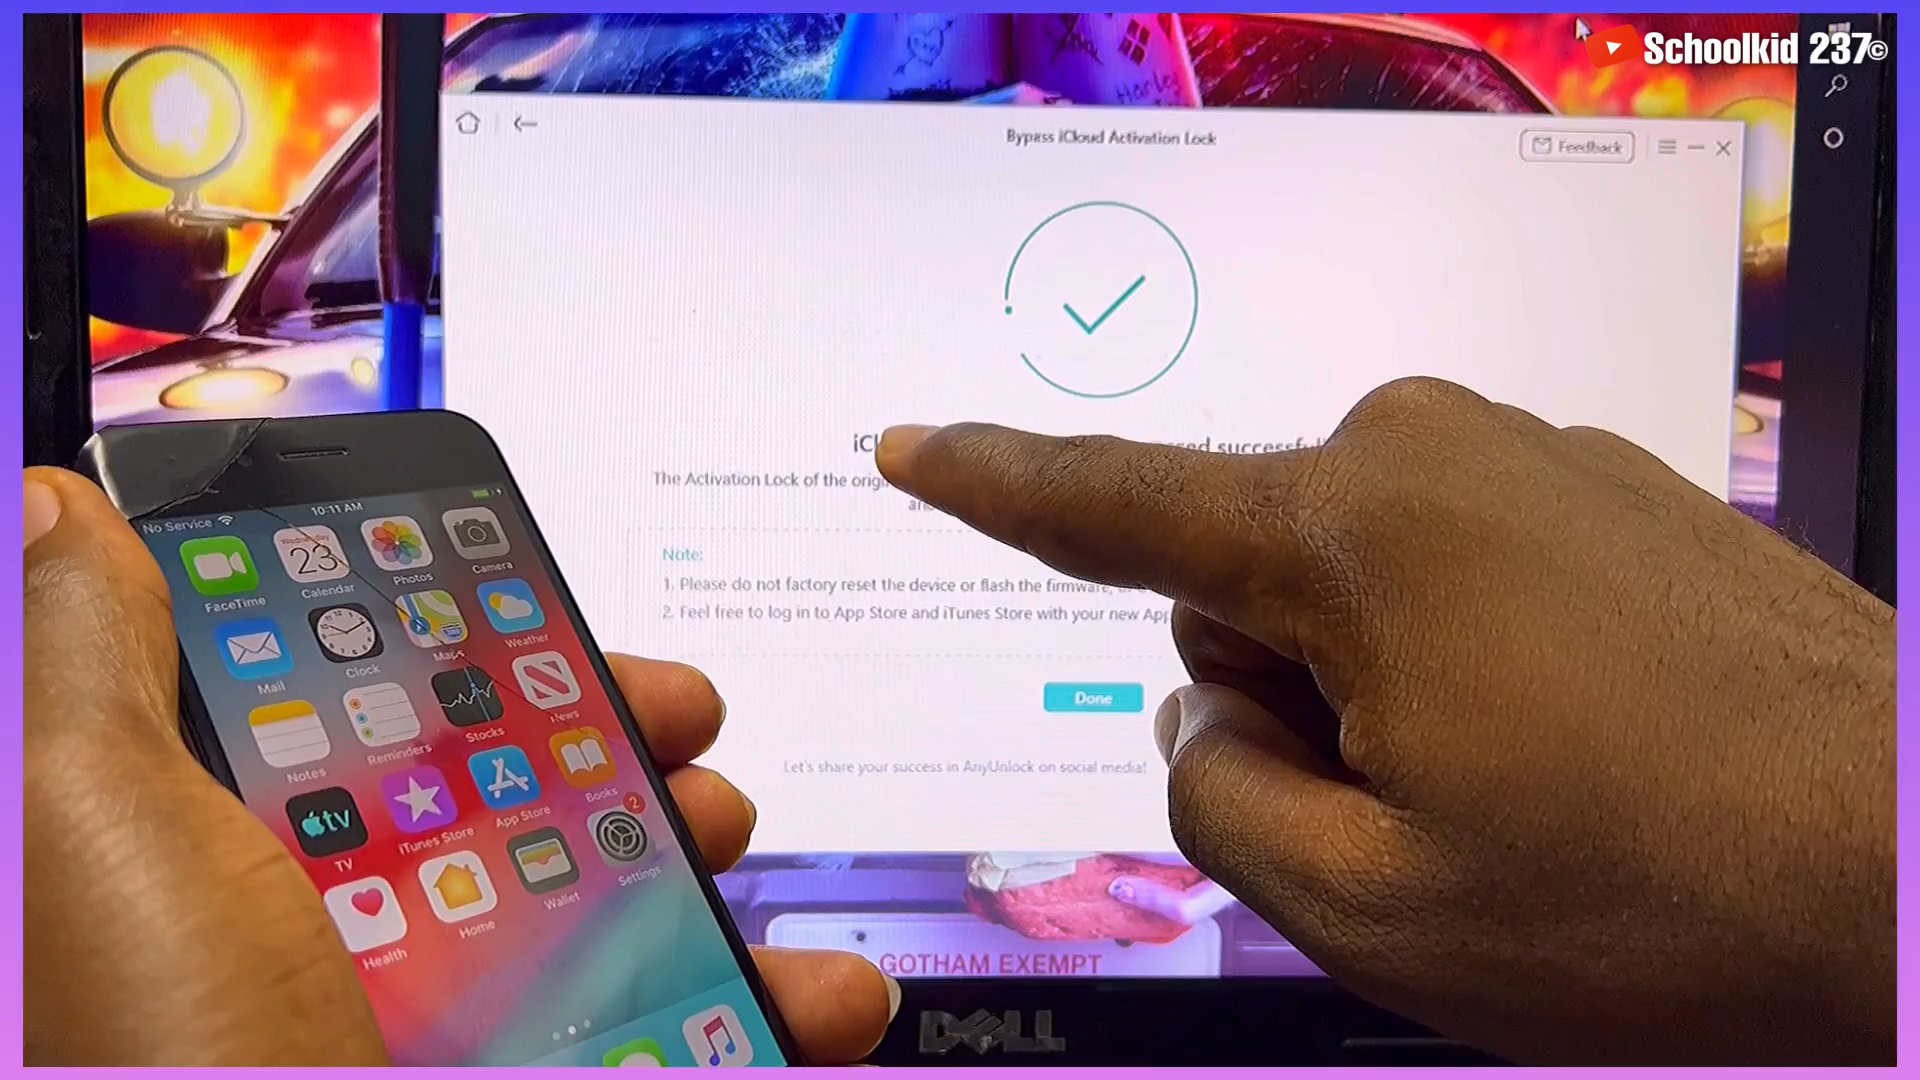 Schoolkid 237©
Bypass iCloud Activation Lock
Feedback
successfull
The Activation Lock of the
Note:
1. Please do not factory reset the device or flash the firmware,
2. Feel free to log in to App Store and iTunes Store with your new
Done
Let's share your success in AnyUnlock on social media!
GOTHAM EXEMPT
DELL
No Service
10:11 AM
FaceTime
Wednesday
23
Calendar
Photos
Camera
Mail
Clock
Maps
Weather
Notes
Reminders
Stocks
News
tv
TV
iTunes Store
App Store
Books
2
Health
Home
Wallet
Settings